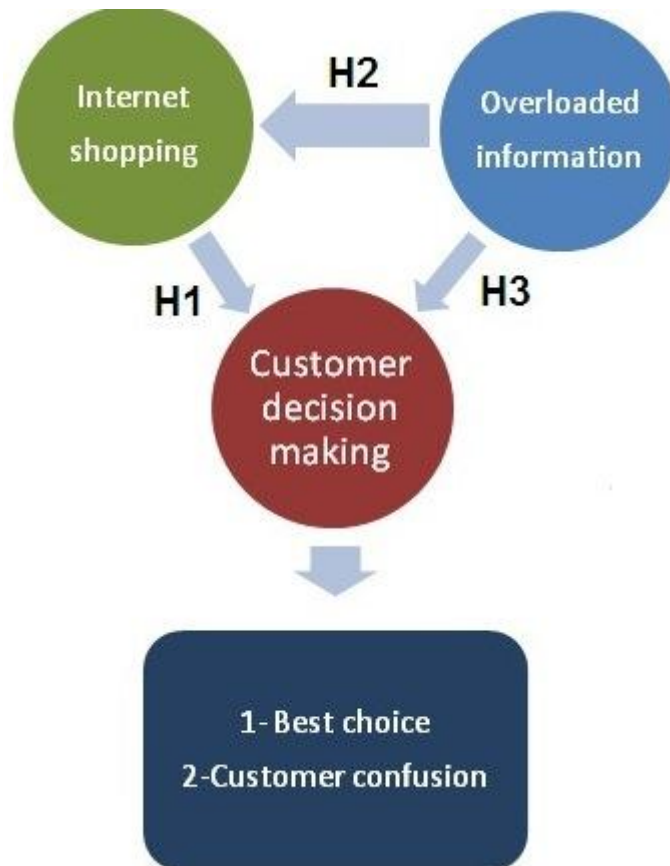 Internet
shopping
H2
Overloaded
information
H1
H3
Customer
decision
making
1- Best choice
2-Customer confusion